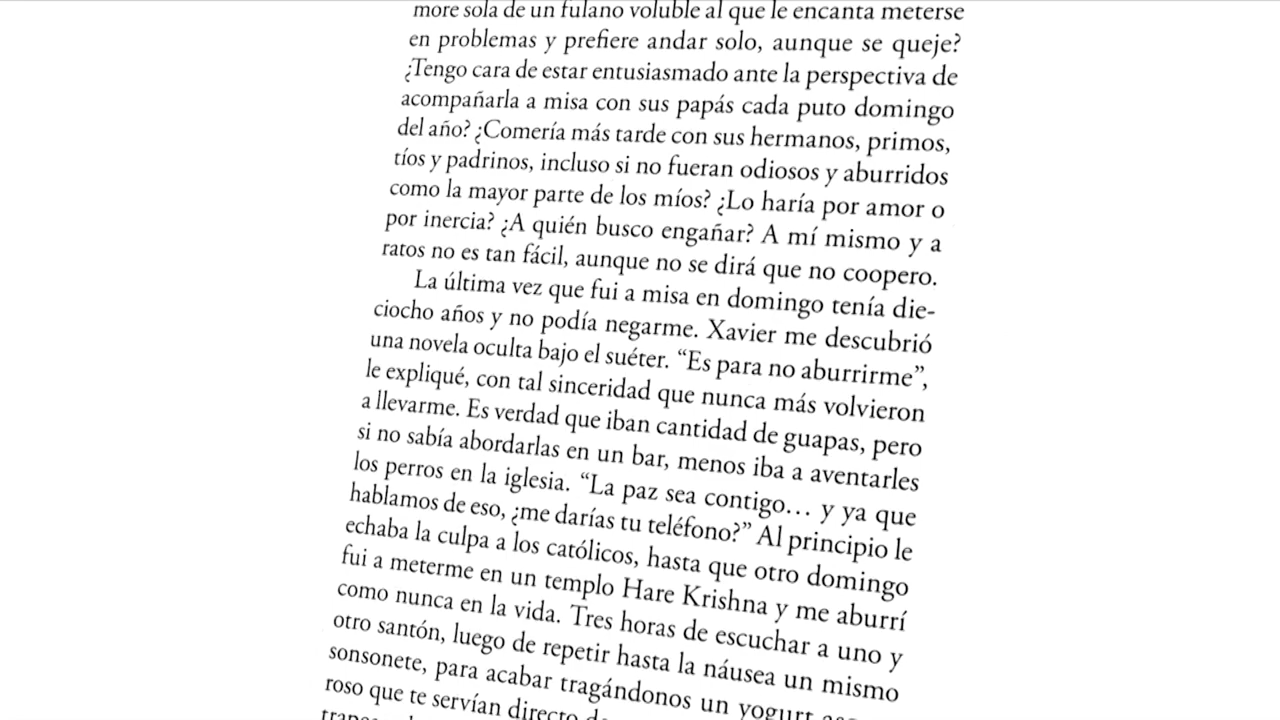 more sola de un fulano voluble al que le encanta meterse
en problemas y prefiere andar solo, aunque se queje?
¿Tengo cara de estar entusiasmado ante la perspectiva de
acompañarla a misa con sus papás cada puto domingo
del año? ¿Comería más tarde con sus hermanos, primos,
tíos y padrinos, incluso si no fueran odiosos y aburridos
como la mayor parte de los míos? ¿Lo haría por amor o
por inercia? ¿A quién busco engañar? A mí mismo y a
ratos no es tan fácil, aunque no se dirá que no coopero.
La última vez que fui a misa en domingo tenía die-
ciocho años y no podía negarme. Xavier me descubrió
una novela oculta bajo el suéter. “Es para no aburrirme”,
le expliqué, con tal sinceridad que nunca más volvieron
a llevarme. Es verdad que iban cantidad de guapas, pero
si no sabía abordarlas en un bar, menos iba a aventarles
los perros en la iglesia. “La paz sea contigo… y ya que
hablamos de eso, ¿me darías tu teléfono?” Al principio le
echaba la culpa a los católicos, hasta que otro domingo
fui a meterme en un templo Hare Krishna y me aburrí
como nunca en la vida. Tres horas de escuchar a uno y
otro santón, luego de repetir hasta la náusea un mismo
sonsonete, para acabar tragándonos un yogurt
roso que te servían directo